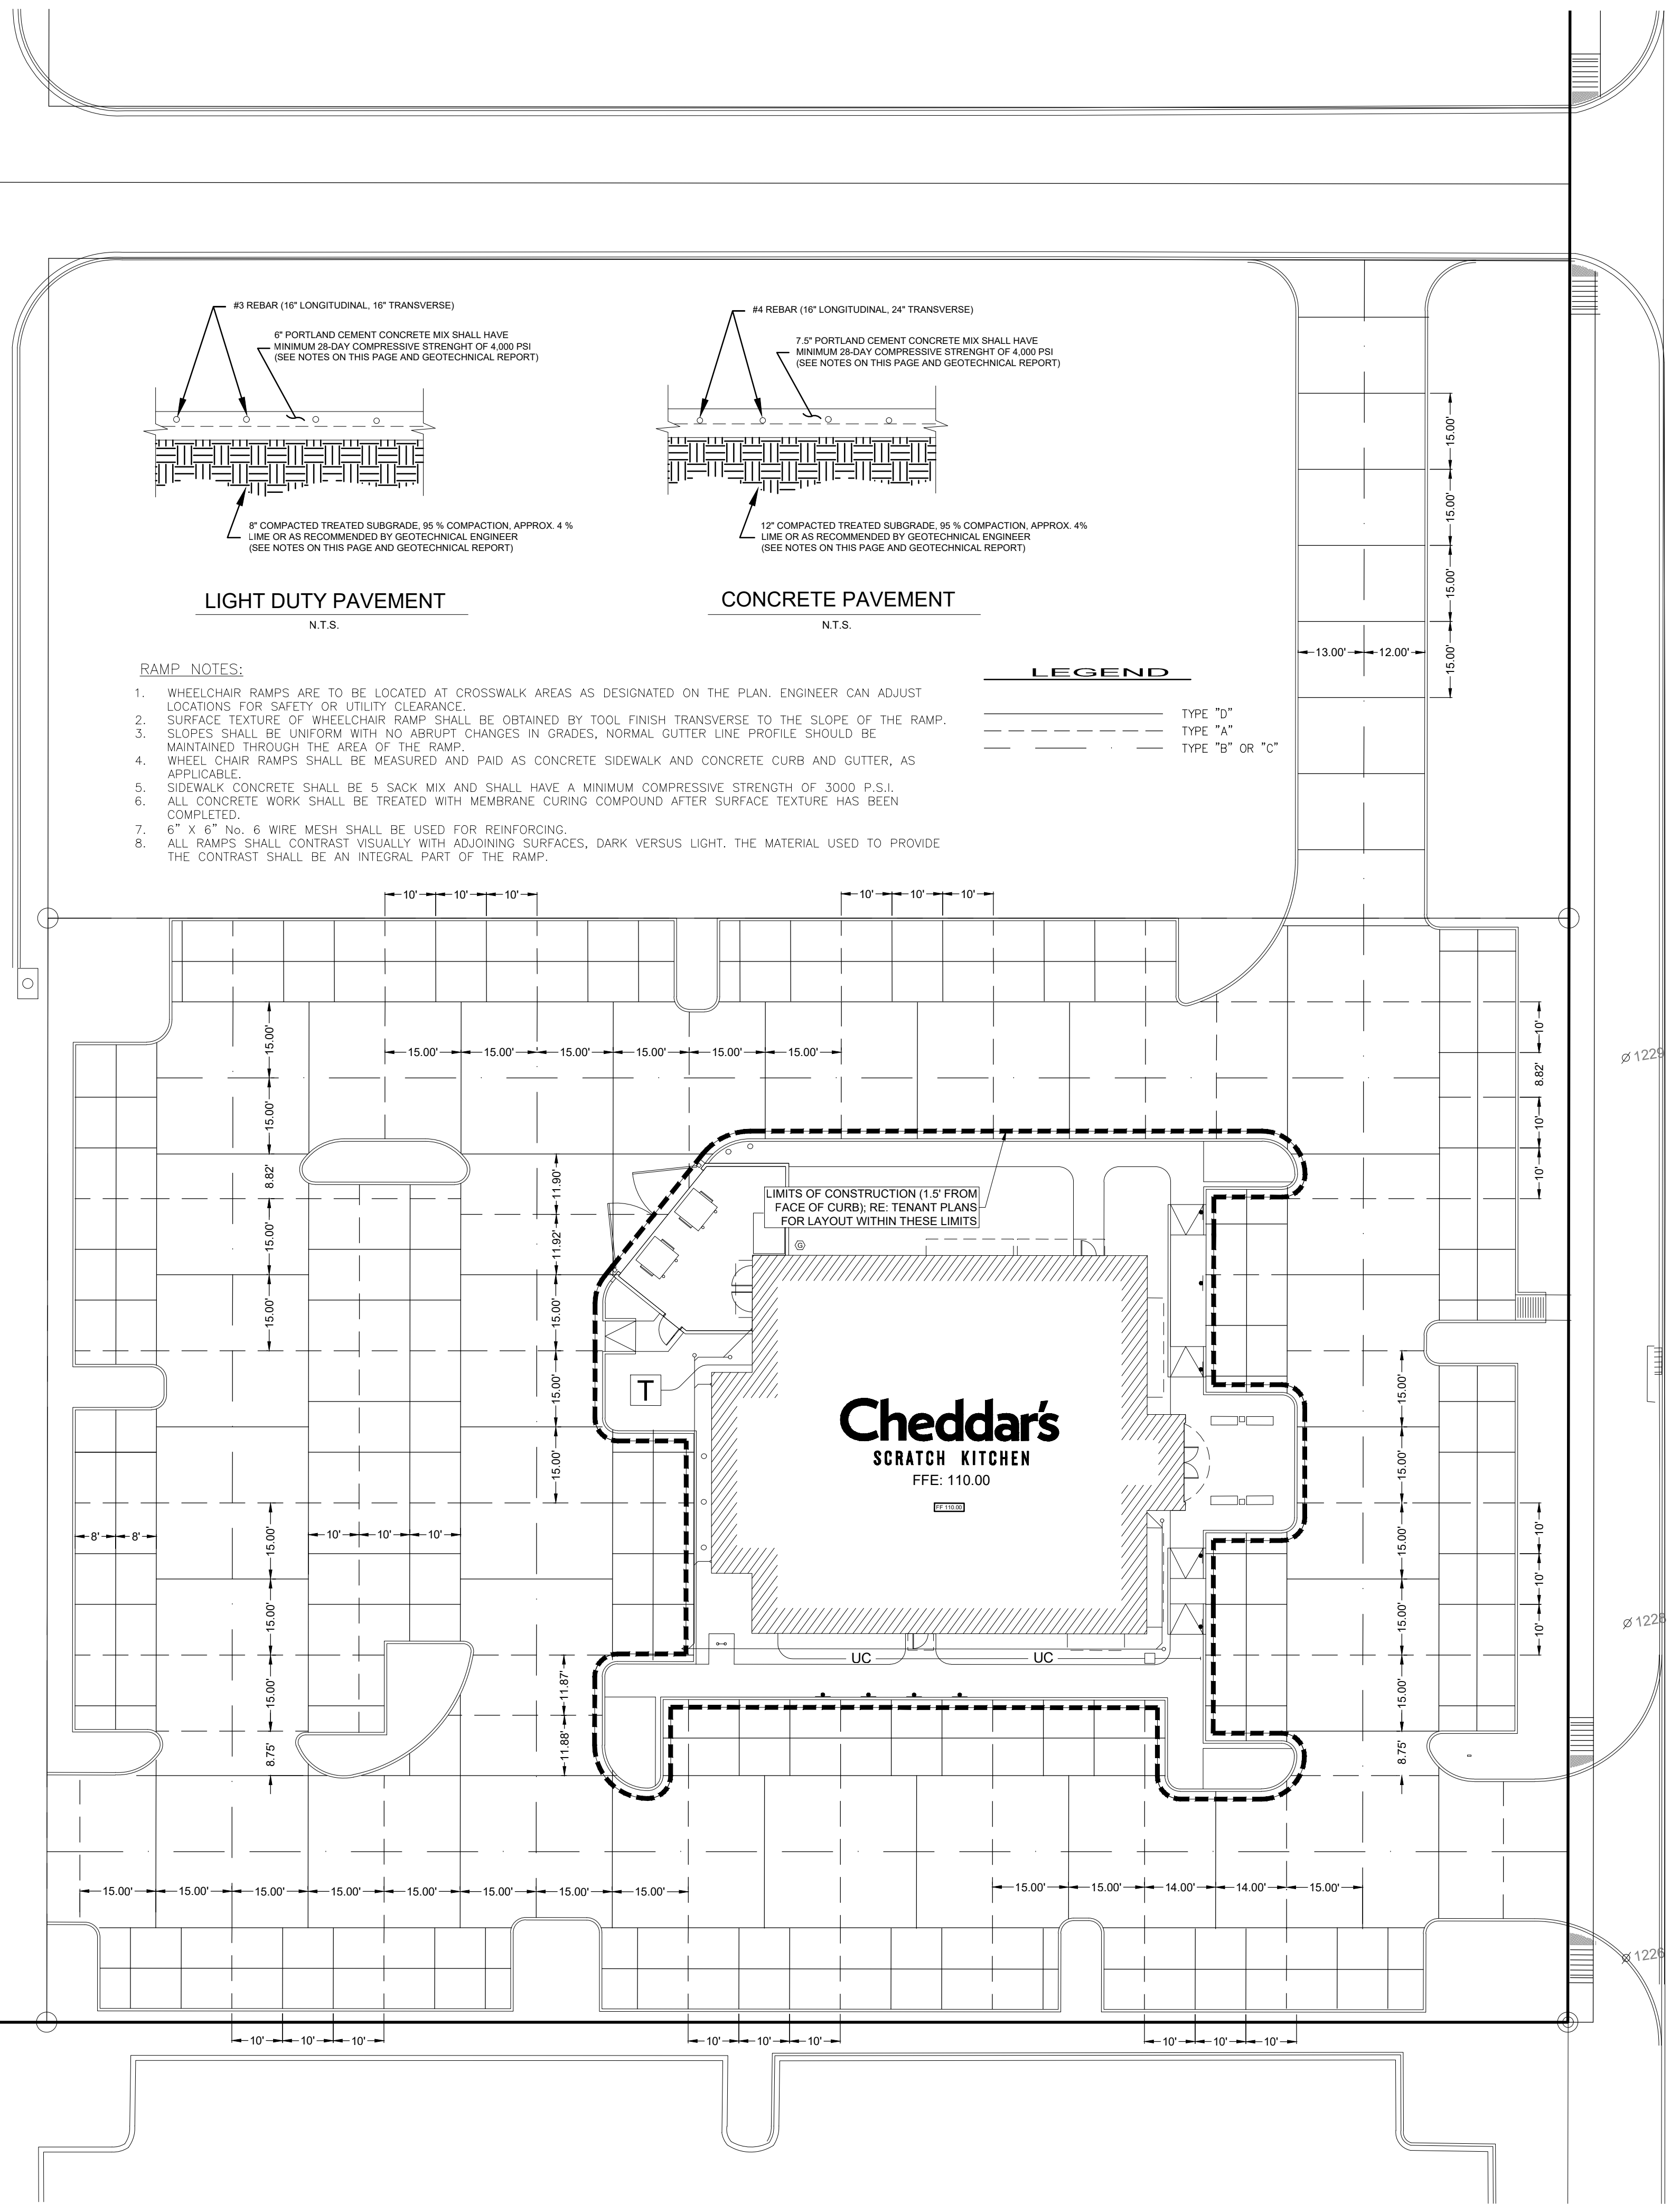 #3 REBAR (16" LONGITUDINAL, 16" TRANSVERSE)
6" PORTLAND CEMENT CONCRETE MIX SHALL HAVE
MINIMUM 28-DAY COMPRESSIVE STRENGHT OF 4,000 PSI
(SEE NOTES ON THIS PAGE AND GEOTECHNICAL REPORT)
8" COMPACTED TREATED SUBGRADE, 95 % COMPACTION, APPROX. 4 %
LIME OR AS RECOMMENDED BY GEOTECHNICAL ENGINEER
(SEE NOTES ON THIS PAGE AND GEOTECHNICAL REPORT)
LIGHT DUTY PAVEMENT
N.T.S.
#4 REBAR (16" LONGITUDINAL, 24" TRANSVERSE)
7.5" PORTLAND CEMENT CONCRETE MIX SHALL HAVE
MINIMUM 28-DAY COMPRESSIVE STRENGHT OF 4,000 PSI
(SEE NOTES ON THIS PAGE AND GEOTECHNICAL REPORT)
12" COMPACTED TREATED SUBGRADE, 95 % COMPACTION, APPROX. 4%
LIME OR AS RECOMMENDED BY GEOTECHNICAL ENGINEER
(SEE NOTES ON THIS PAGE AND GEOTECHNICAL REPORT)
CONCRETE PAVEMENT
N.T.S.
15.00'
15.00'
15.00'
15.00'
13.00' 12.00'
RAMP NOTES:
1. WHEELCHAIR RAMPS ARE TO BE LOCATED AT CROSSWALK AREAS AS DESIGNATED ON THE PLAN. ENGINEER CAN ADJUST
LOCATIONS FOR SAFETY OR UTILITY CLEARANCE.
2. SURFACE TEXTURE OF WHEELCHAIR RAMP SHALL BE OBTAINED BY TOOL FINISH TRANSVERSE TO THE SLOPE OF THE RAMP.
3. SLOPES SHALL BE UNIFORM WITH NO ABRUPT CHANGES IN GRADES, NORMAL GUTTER LINE PROFILE SHOULD BE
MAINTAINED THROUGH THE AREA OF THE RAMP.
4. WHEEL CHAIR RAMPS SHALL BE MEASURED AND PAID AS CONCRETE SIDEWALK AND CONCRETE CURB AND GUTTER, AS
APPLICABLE.
5. SIDEWALK CONCRETE SHALL BE 5 SACK MIX AND SHALL HAVE A MINIMUM COMPRESSIVE STRENGTH OF 3000 P.S.I.
6. ALL CONCRETE WORK SHALL BE TREATED WITH MEMBRANE CURING COMPOUND AFTER SURFACE TEXTURE HAS BEEN
COMPLETED.
7. 6" X 6" No. 6 WIRE MESH SHALL BE USED FOR REINFORCING.
8. ALL RAMPS SHALL CONTRAST VISUALLY WITH ADJOINING SURFACES, DARK VERSUS LIGHT. THE MATERIAL USED TO PROVIDE
THE CONTRAST SHALL BE AN INTEGRAL PART OF THE RAMP.
LEGEND
TYPE "D"
TYPE "A"
TYPE "B" OR "C"
10' 10' 10' 10' 10' 10'
15.00' 15.00' 15.00' 15.00' 15.00' 15.00'
15.00'
15.00'
8.82'
15.00'
15.00'
11.90'
11.92'
15.00'
15.00'
15.00'
10'
8.82'
10'
10'
Ø 1229
LIMITS OF CONSTRUCTION (1.5' FROM
FACE OF CURB); RE: TENANT PLANS
FOR LAYOUT WITHIN THESE LIMITS
G
T
Cheddar's
SCRATCH KITCHEN
FFE: 110.00
FF 110.00
8' 8'
10' 10' 10'
15.00'
15.00'
15.00'
8.75'
11.87'
11.88'
UC UC
15.00'
15.00'
15.00'
15.00'
15.00'
8.75'
10'
10'
10'
Ø 1228
15.00' 15.00' 15.00' 15.00' 15.00' 15.00' 15.00' 15.00'
15.00' 15.00' 14.00' 14.00' 15.00'
Ø 1226
10' 10' 10' 10' 10' 10' 10' 10' 10'